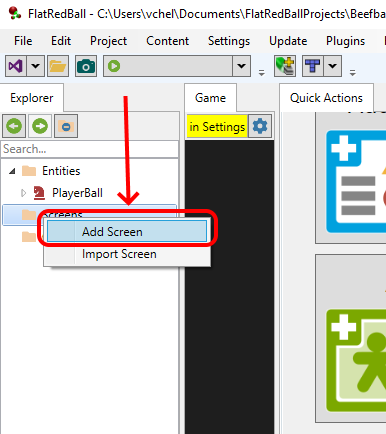 FlatRedBall - C:\Users\vchel\Documents\FlatRedBallProjects\Beefba
File Edit Project Content Settings Update Plugins
Explorer Game Quick Actions
in Settings
Search...
Entities
PlayerBall
Screens
Add Screen
Import Screen